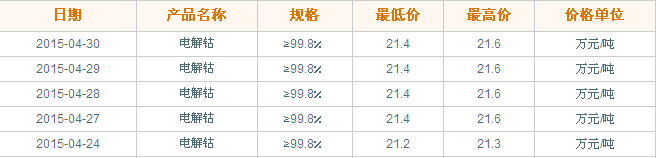 日期 产品名称 规格 最低价 最高价 价格单位
2015-04-30 电解钴 ≥99.8% 21.4 21.6 万元/吨
2015-04-29 电解钴 ≥99.8% 21.4 21.6 万元/吨
2015-04-28 电解钴 ≥99.8% 21.4 21.6 万元/吨
2015-04-27 电解钴 ≥99.8% 21.4 21.6 万元/吨
2015-04-24 电解钴 ≥99.8% 21.2 21.3 万元/吨